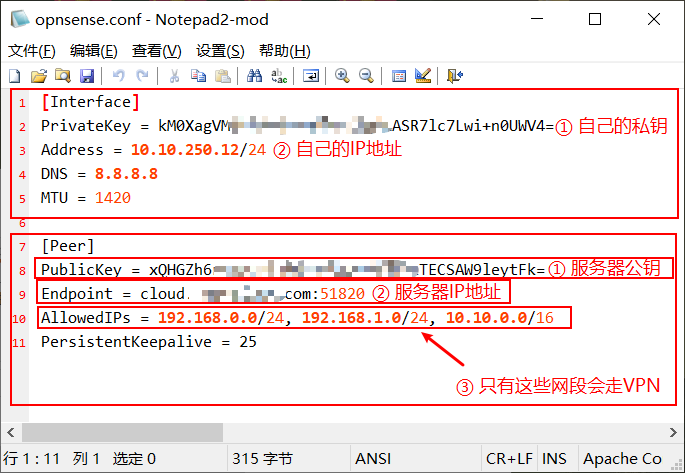 opnsense.conf - Notepad2-mod
文件(F) 编辑(E) 查看(V) 设置(S) 帮助(H)
1 [Interface]
2 PrivateKey = kM0XagVM ASR7lc7Lwi+n0UWV4= ① 自己的私钥
3 Address = 10.10.250.12/24 ② 自己的IP地址
4 DNS = 8.8.8.8
5 MTU = 1420
6
7 [Peer]
8 PublicKey = xQHGZh6 TECSAW9leytFk= ① 服务器公钥
9 Endpoint = cloud. com:51820 ② 服务器IP地址
10 AllowedIPs = 192.168.0.0/24, 192.168.1.0/24, 10.10.0.0/16
11 PersistentKeepalive = 25
③ 只有这些网段会走VPN
行 1 : 11 列 1 选定 0 315 字节 ANSI CR+LF INS Apache Co